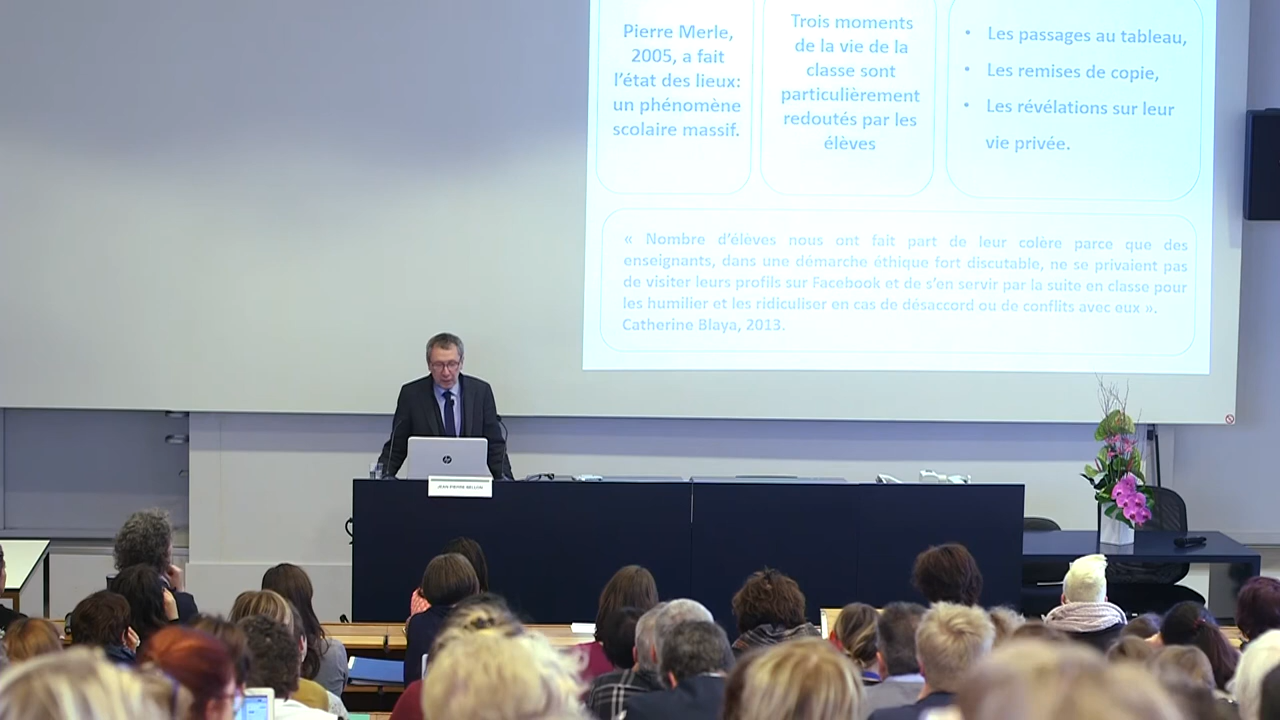 Pierre Merle,
2005, a fait
l'état des lieux:
un phénomène
scolaire massif.
Trois moments
de la vie de la
classe sont
particulièrement
redoutés par les
élèves
• Les passages au tableau,
• Les remises de copie,
• Les révélations sur leur
vie privée.
« Nombre d'élèves nous ont fait part de leur colère parce que des
enseignants, dans une démarche éthique fort discutable, ne se privaient pas
de visiter leurs profils sur Facebook et de s'en servir par la suite en classe pour
les humilier et les ridiculiser en cas de désaccord ou de conflits avec eux ».
Catherine Blaya, 2013.
hp
JEAN-PIERRE BELLON